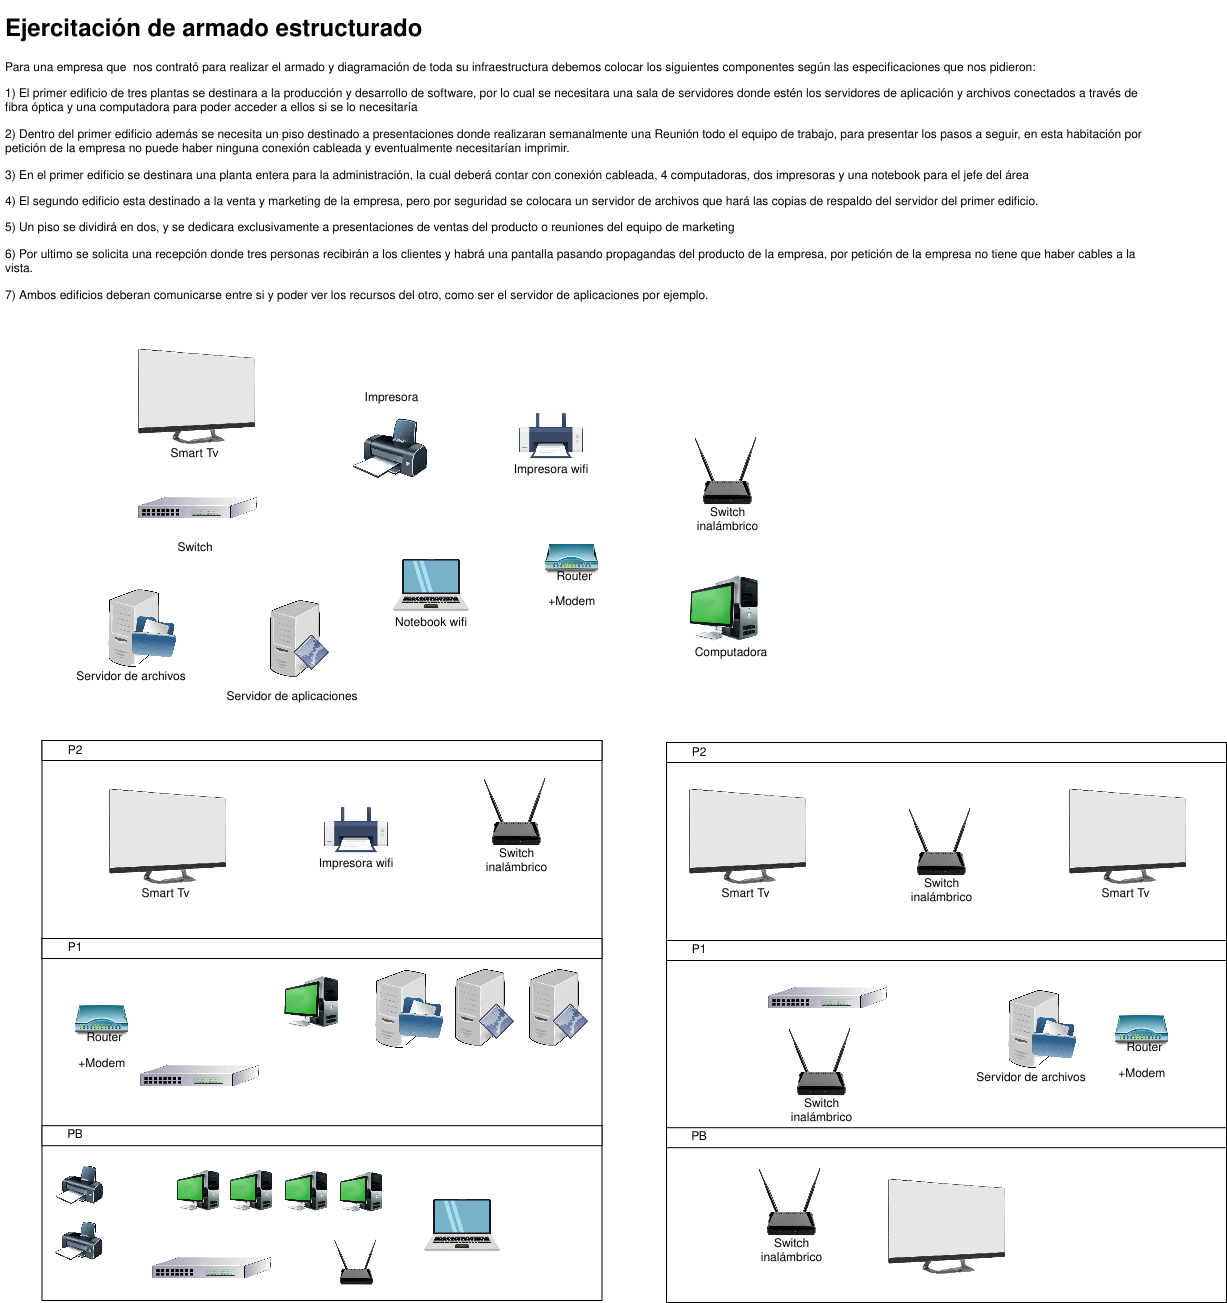 Ejercitación de armado estructurado
Para una empresa que  nos contrató para realizar el armado y diagramación de toda su infraestructura debemos colocar los siguientes componentes según las especificaciones que nos pidieron:
1) El primer edificio de tres plantas se destinara a la producción y desarrollo de software, por lo cual se necesitara una sala de servidores donde estén los servidores de aplicación y archivos conectados a través de
fibra óptica y una computadora para poder acceder a ellos si se lo necesitaría
2) Dentro del primer edificio además se necesita un piso destinado a presentaciones donde realizaran semanalmente una Reunión todo el equipo de trabajo, para presentar los pasos a seguir, en esta habitación por
petición de la empresa no puede haber ninguna conexión cableada y eventualmente necesitarían imprimir.
3) En el primer edificio se destinara una planta entera para la administración, la cual deberá contar con conexión cableada, 4 computadoras, dos impresoras y una notebook para el jefe del área
4) El segundo edificio esta destinado a la venta y marketing de la empresa, pero por seguridad se colocara un servidor de archivos que hará las copias de respaldo del servidor del primer edificio.
5) Un piso se dividirá en dos, y se dedicara exclusivamente a presentaciones de ventas del producto o reuniones del equipo de marketing
6) Por ultimo se solicita una recepción donde tres personas recibirán a los clientes y habrá una pantalla pasando propagandas del producto de la empresa, por petición de la empresa no tiene que haber cables a la
vista.
7) Ambos edificios deberan comunicarse entre si y poder ver los recursos del otro, como ser el servidor de aplicaciones por ejemplo.
Impresora
Smart Tv
Impresora wifi
Switch
inalámbrico
Switch
Router
+Modem
Notebook wifi
Computadora
Servidor de archivos
Servidor de aplicaciones
P2
Smart Tv
Impresora wifi
Switch
inalámbrico
P1
Router
+Modem
PB
P2
Smart Tv
Switch
inalámbrico
Smart Tv
P1
Switch
inalámbrico
Servidor de archivos
Router
+Modem
PB
Switch
inalámbrico